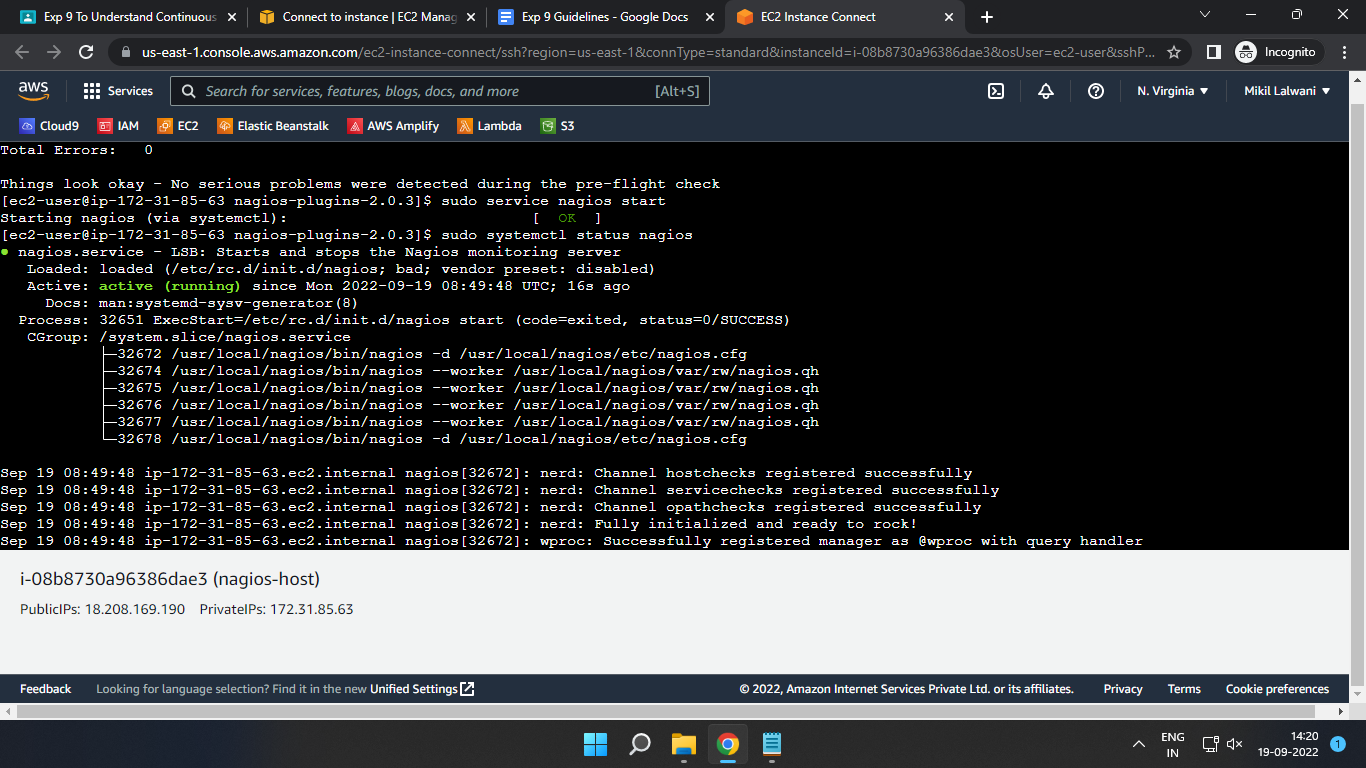 Exp 9 To Understand Continuous
Connect to instance | EC2 Manag
Exp 9 Guidelines - Google Docs
EC2 Instance Connect
us-east-1.console.aws.amazon.com/ec2-instance-connect/ssh?region=us-east-1&connType=standard&instanceId=i-08b8730a96386dae3&osUser=ec2-user&sshP...
Incognito
aws
Services
Search for services, features, blogs, docs, and more
[Alt+S]
N. Virginia
Mikil Lalwani
Cloud9
IAM
EC2
Elastic Beanstalk
AWS Amplify
Lambda
S3
Total Errors:   0
Things look okay - No serious problems were detected during the pre-flight check
[ec2-user@ip-172-31-85-63 nagios-plugins-2.0.3]$ sudo service nagios start
Starting nagios (via systemctl):                           [  OK  ]
[ec2-user@ip-172-31-85-63 nagios-plugins-2.0.3]$ sudo systemctl status nagios
● nagios.service - LSB: Starts and stops the Nagios monitoring server
   Loaded: loaded (/etc/rc.d/init.d/nagios; bad; vendor preset: disabled)
   Active: active (running) since Mon 2022-09-19 08:49:48 UTC; 16s ago
     Docs: man:systemd-sysv-generator(8)
  Process: 32651 ExecStart=/etc/rc.d/init.d/nagios start (code=exited, status=0/SUCCESS)
   CGroup: /system.slice/nagios.service
           ├─32672 /usr/local/nagios/bin/nagios -d /usr/local/nagios/etc/nagios.cfg
           ├─32674 /usr/local/nagios/bin/nagios --worker /usr/local/nagios/var/rw/nagios.qh
           ├─32675 /usr/local/nagios/bin/nagios --worker /usr/local/nagios/var/rw/nagios.qh
           ├─32676 /usr/local/nagios/bin/nagios --worker /usr/local/nagios/var/rw/nagios.qh
           ├─32677 /usr/local/nagios/bin/nagios --worker /usr/local/nagios/var/rw/nagios.qh
           └─32678 /usr/local/nagios/bin/nagios -d /usr/local/nagios/etc/nagios.cfg
Sep 19 08:49:48 ip-172-31-85-63.ec2.internal nagios[32672]: nerd: Channel hostchecks registered successfully
Sep 19 08:49:48 ip-172-31-85-63.ec2.internal nagios[32672]: nerd: Channel servicechecks registered successfully
Sep 19 08:49:48 ip-172-31-85-63.ec2.internal nagios[32672]: nerd: Channel opathchecks registered successfully
Sep 19 08:49:48 ip-172-31-85-63.ec2.internal nagios[32672]: nerd: Fully initialized and ready to rock!
Sep 19 08:49:48 ip-172-31-85-63.ec2.internal nagios[32672]: wproc: Successfully registered manager as @wproc with query handler
i-08b8730a96386dae3 (nagios-host)
PublicIPs: 18.208.169.190 PrivateIPs: 172.31.85.63
Feedback
Looking for language selection? Find it in the new Unified Settings
© 2022, Amazon Internet Services Private Ltd. or its affiliates.
Privacy
Terms
Cookie preferences
ENG
IN
14:20
19-09-2022
1